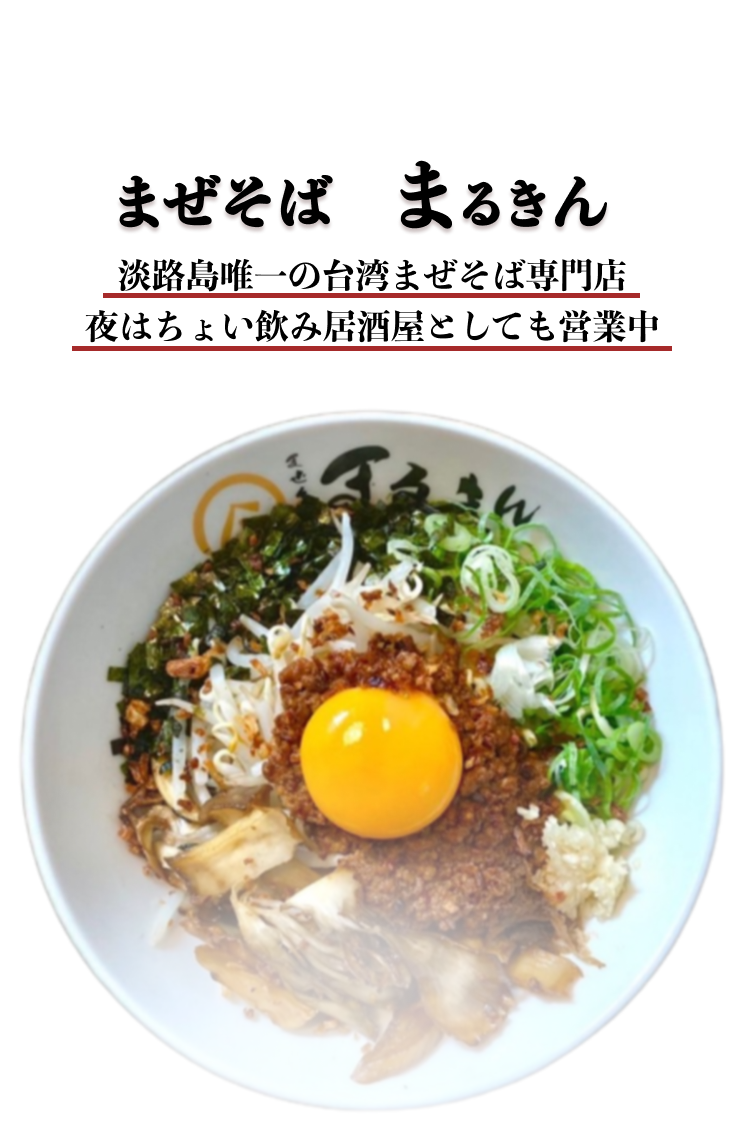 まぜそば　まるきん
淡路島唯一の台湾まぜそば専門店
夜はちょい飲み居酒屋としても営業中
まるきん